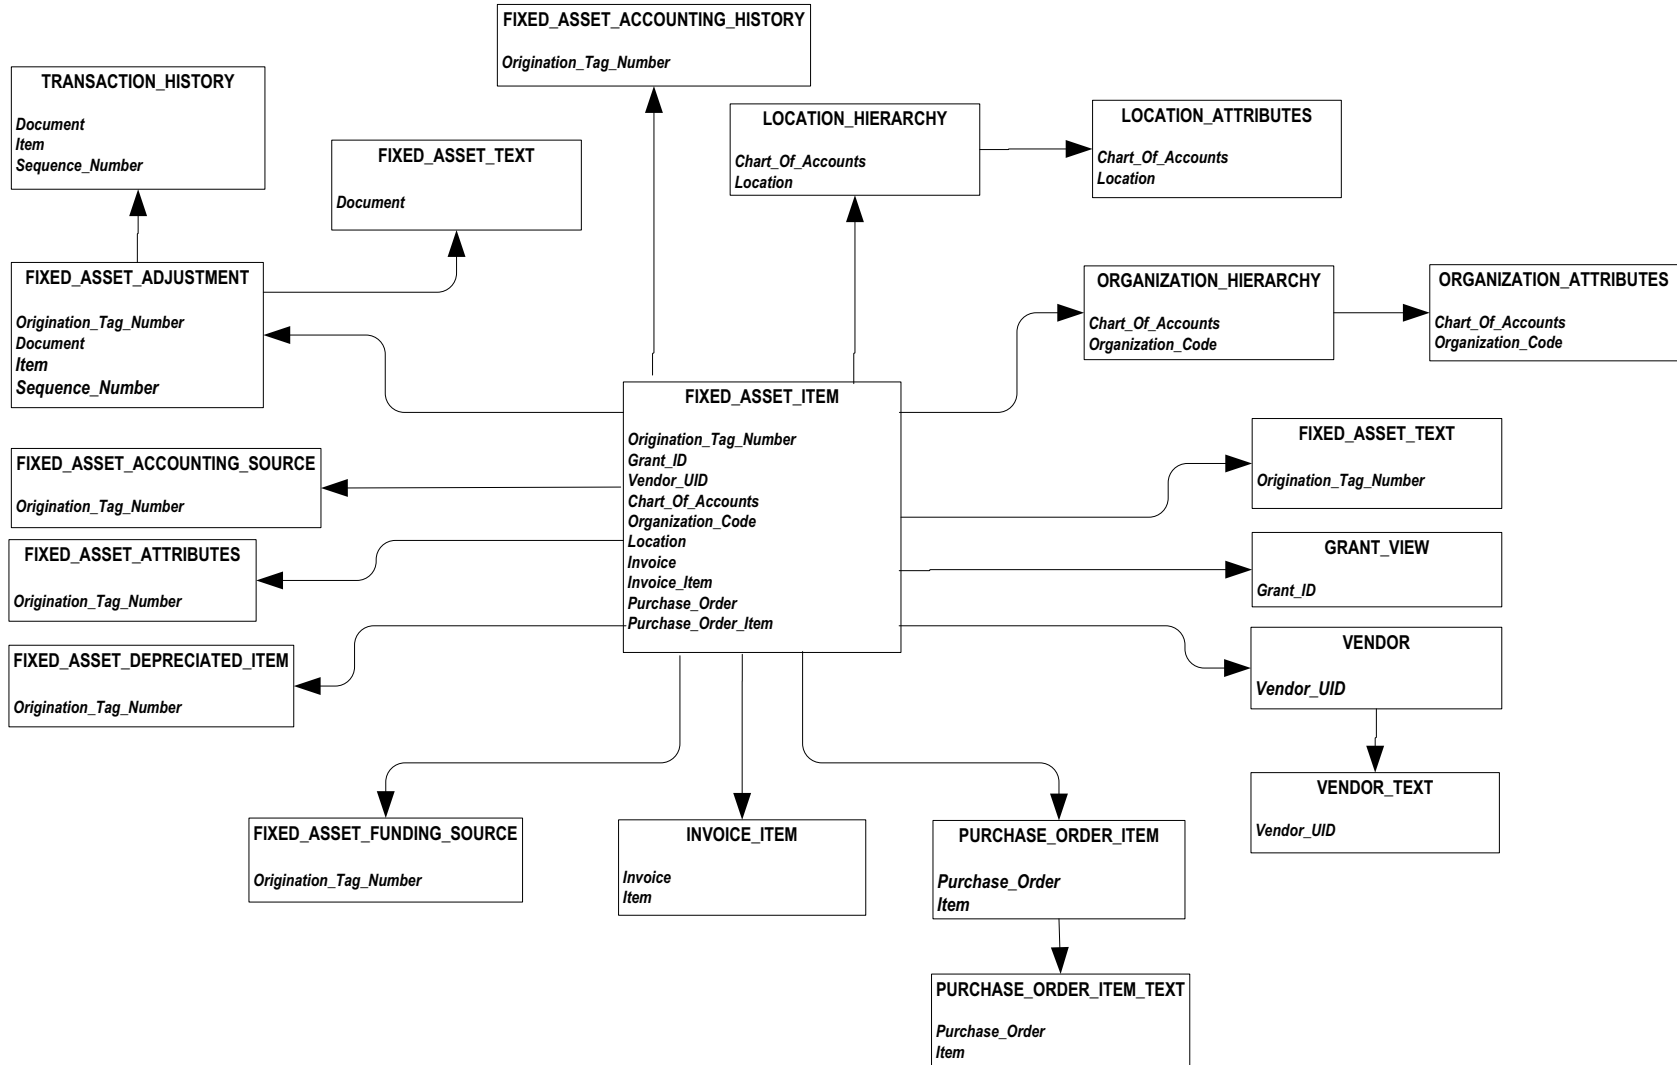 FIXED_ASSET_ACCOUNTING_HISTORY
Origination_Tag_Number
TRANSACTION_HISTORY
Document
Item
Sequence_Number
FIXED_ASSET_TEXT
Document
LOCATION_HIERARCHY
Chart_Of_Accounts
Location
LOCATION_ATTRIBUTES
Chart_Of_Accounts
Location
FIXED_ASSET_ADJUSTMENT
Origination_Tag_Number
Document
Item
Sequence_Number
ORGANIZATION_HIERARCHY
Chart_Of_Accounts
Organization_Code
ORGANIZATION_ATTRIBUTES
Chart_Of_Accounts
Organization_Code
FIXED_ASSET_ITEM
Origination_Tag_Number
Grant_ID
Vendor_UID
Chart_Of_Accounts
Organization_Code
Location
Invoice
Invoice_Item
Purchase_Order
Purchase_Order_Item
FIXED_ASSET_ACCOUNTING_SOURCE
Origination_Tag_Number
FIXED_ASSET_TEXT
Origination_Tag_Number
FIXED_ASSET_ATTRIBUTES
Origination_Tag_Number
GRANT_VIEW
Grant_ID
FIXED_ASSET_DEPRECIATED_ITEM
Origination_Tag_Number
VENDOR
Vendor_UID
VENDOR_TEXT
Vendor_UID
FIXED_ASSET_FUNDING_SOURCE
Origination_Tag_Number
INVOICE_ITEM
Invoice
Item
PURCHASE_ORDER_ITEM
Purchase_Order
Item
PURCHASE_ORDER_ITEM_TEXT
Purchase_Order
Item